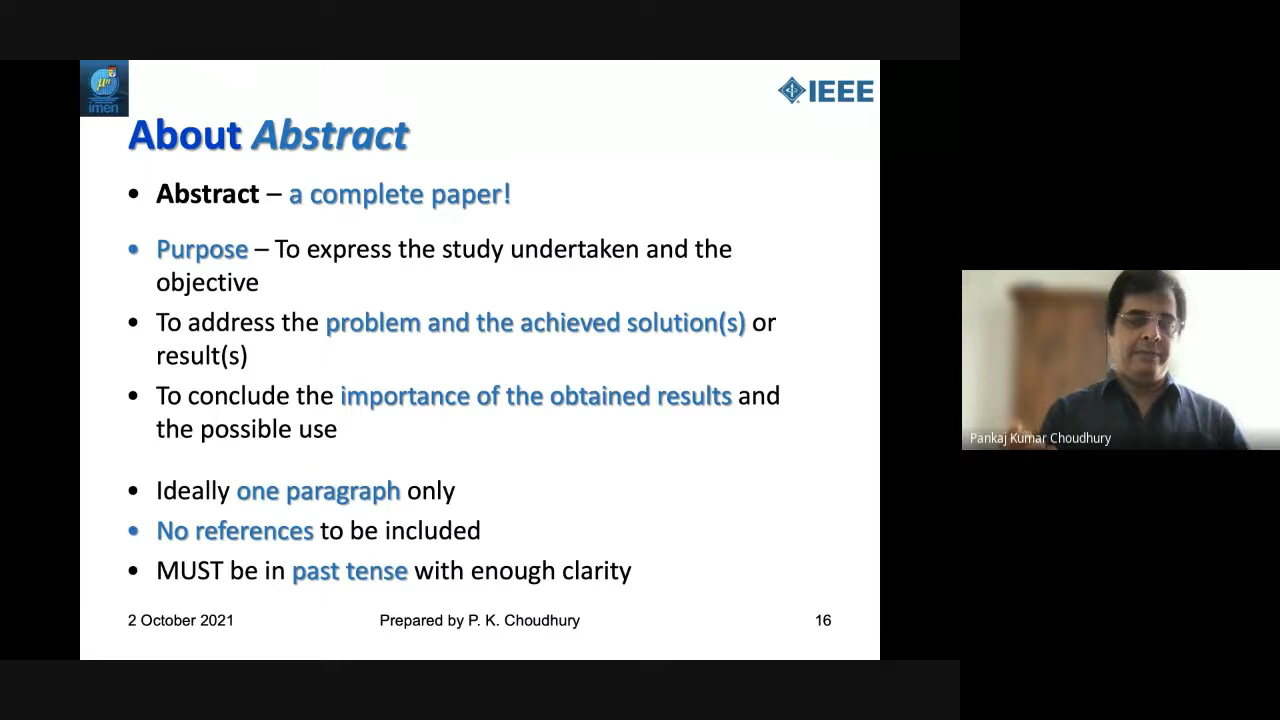 imen
IEEE
About Abstract
• Abstract – a complete paper!
• Purpose – To express the study undertaken and the
objective
• To address the problem and the achieved solution(s) or
result(s)
• To conclude the importance of the obtained results and
the possible use
• Ideally one paragraph only
• No references to be included
• MUST be in past tense with enough clarity
2 October 2021
Prepared by P. K. Choudhury
16
Pankaj Kumar Choudhury